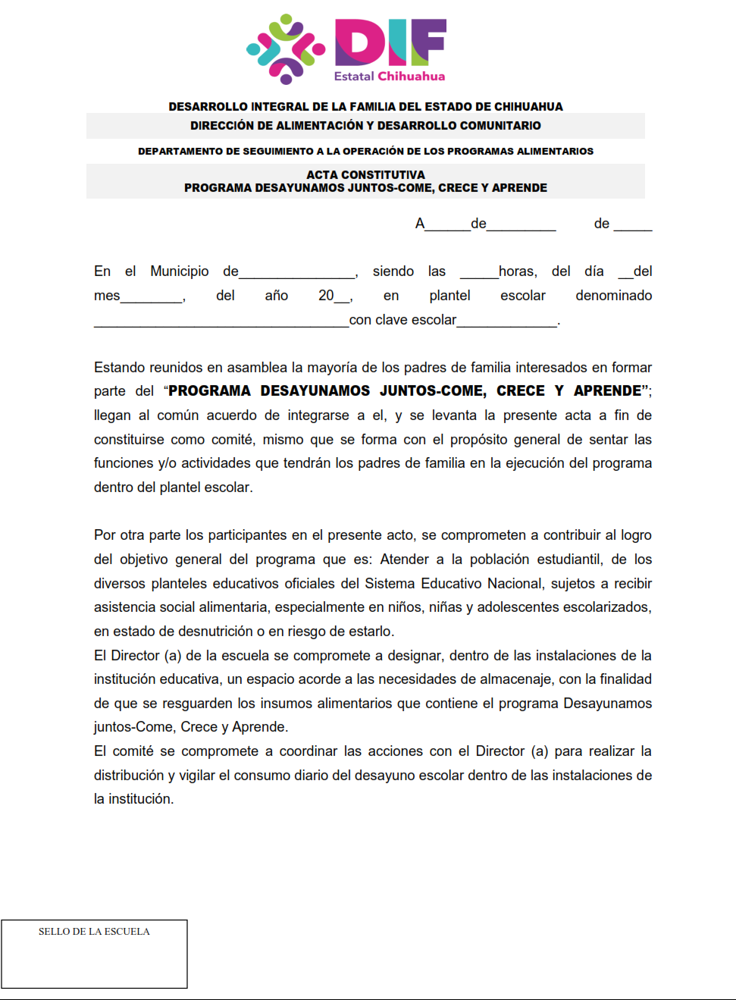 DIF
Estatal Chihuahua
DESARROLLO INTEGRAL DE LA FAMILIA DEL ESTADO DE CHIHUAHUA
DIRECCIÓN DE ALIMENTACIÓN Y DESARROLLO COMUNITARIO
DEPARTAMENTO DE SEGUIMIENTO A LA OPERACIÓN DE LOS PROGRAMAS ALIMENTARIOS
ACTA CONSTITUTIVA
PROGRAMA DESAYUNAMOS JUNTOS-COME, CRECE Y APRENDE
A______de_________ de _____
En el Municipio de_______________, siendo las _____horas, del día __del
mes________, del año 20__, en plantel escolar denominado
_________________________________con clave escolar_____________.
Estando reunidos en asamblea la mayoría de los padres de familia interesados en formar
parte del “PROGRAMA DESAYUNAMOS JUNTOS-COME, CRECE Y APRENDE”;
llegan al común acuerdo de integrarse a el, y se levanta la presente acta a fin de
constituirse como comité, mismo que se forma con el propósito general de sentar las
funciones y/o actividades que tendrán los padres de familia en la ejecución del programa
dentro del plantel escolar.
Por otra parte los participantes en el presente acto, se comprometen a contribuir al logro
del objetivo general del programa que es: Atender a la población estudiantil, de los
diversos planteles educativos oficiales del Sistema Educativo Nacional, sujetos a recibir
asistencia social alimentaria, especialmente en niños, niñas y adolescentes escolarizados,
en estado de desnutrición o en riesgo de estarlo.
El Director (a) de la escuela se compromete a designar, dentro de las instalaciones de la
institución educativa, un espacio acorde a las necesidades de almacenaje, con la finalidad
de que se resguarden los insumos alimentarios que contiene el programa Desayunamos
juntos-Come, Crece y Aprende.
El comité se compromete a coordinar las acciones con el Director (a) para realizar la
distribución y vigilar el consumo diario del desayuno escolar dentro de las instalaciones de
la institución.
SELLO DE LA ESCUELA